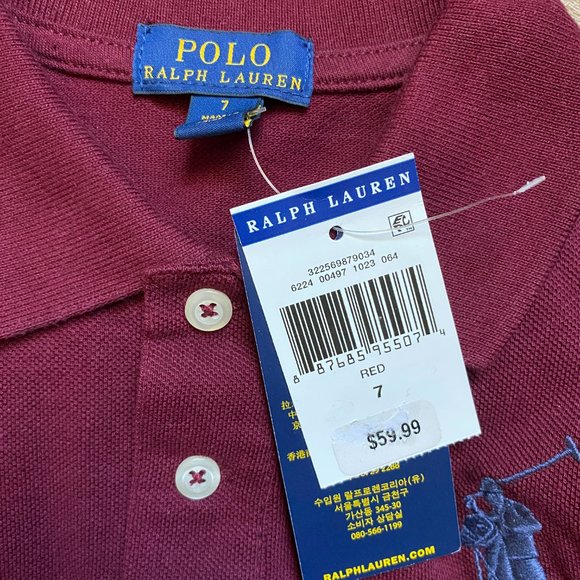 POLO
RALPH LAUREN
7
RALPH LAUREN
322569879034
6224 00497 1023 064
8 87685 95507 4
RED
7
$59.99
수입원 랄프로렌코리아(유)
서울특별시 금천구
가산동 345-30
소비자 상담실
080-566-1199
RALPHLAUREN.COM